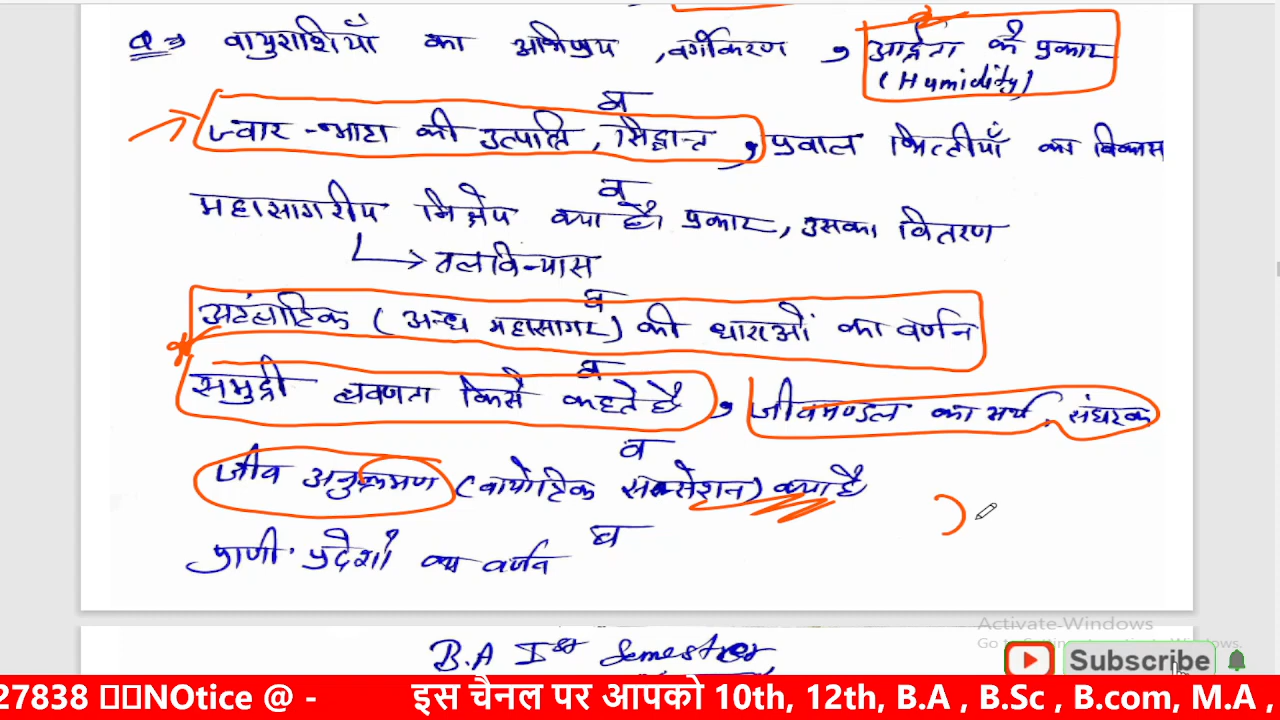 Q⇒ वायुराशियाँ का अभिप्राय , वर्गीकरण , आर्द्रता के प्रकार
(Humidity)
व
ज्वार-भाटा की उत्पत्ति , सिद्धान्त , प्रवाल भित्तीयाँ का विकास
व
महासागरीय निक्षेप क्या है। प्रकार, उसका वितरण
तलविन्यास
व
अटलांटिक (अन्ध महासागर) की धाराओं का वर्णन
व
समुद्री लवणता किसे कहते है , जीवमण्डल का अर्थ , संघटक
व
जीव अनुक्रमण (वायोटिक सक्सेशन) क्या है
व
प्राणी प्रदेशों का वर्णन
Activate Windows
B.A Ist Semester,
Subscribe
27838 NOtice @ - इस चैनल पर आपको 10th, 12th, B.A , B.Sc , B.com, M.A ,